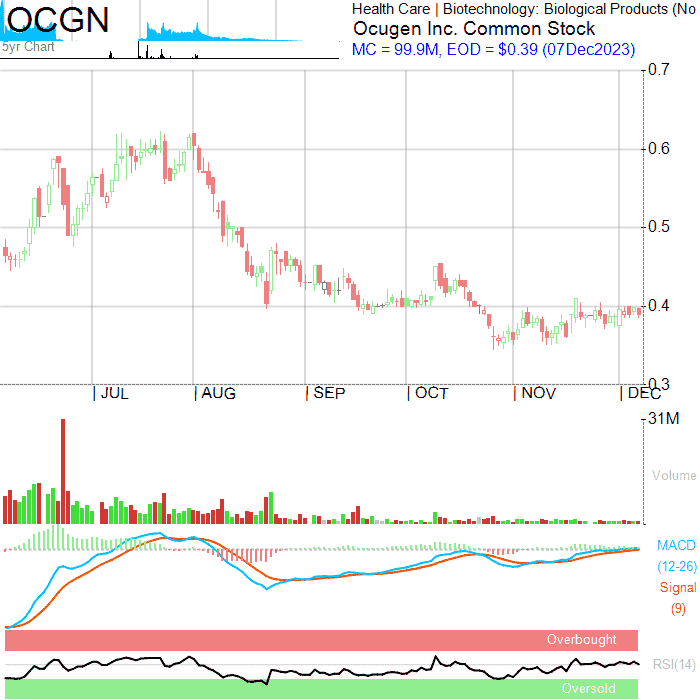 OCGN
5yr Chart
Health Care | Biotechnology: Biological Products (No
Ocugen Inc. Common Stock
MC = 99.9M, EOD = $0.39 (07Dec2023)
0.7
0.6
0.5
0.4
0.3
JUL AUG SEP OCT NOV DEC
31M
Volume
MACD
(12-26)
Signal
(9)
Overbought
RSI(14)
Oversold